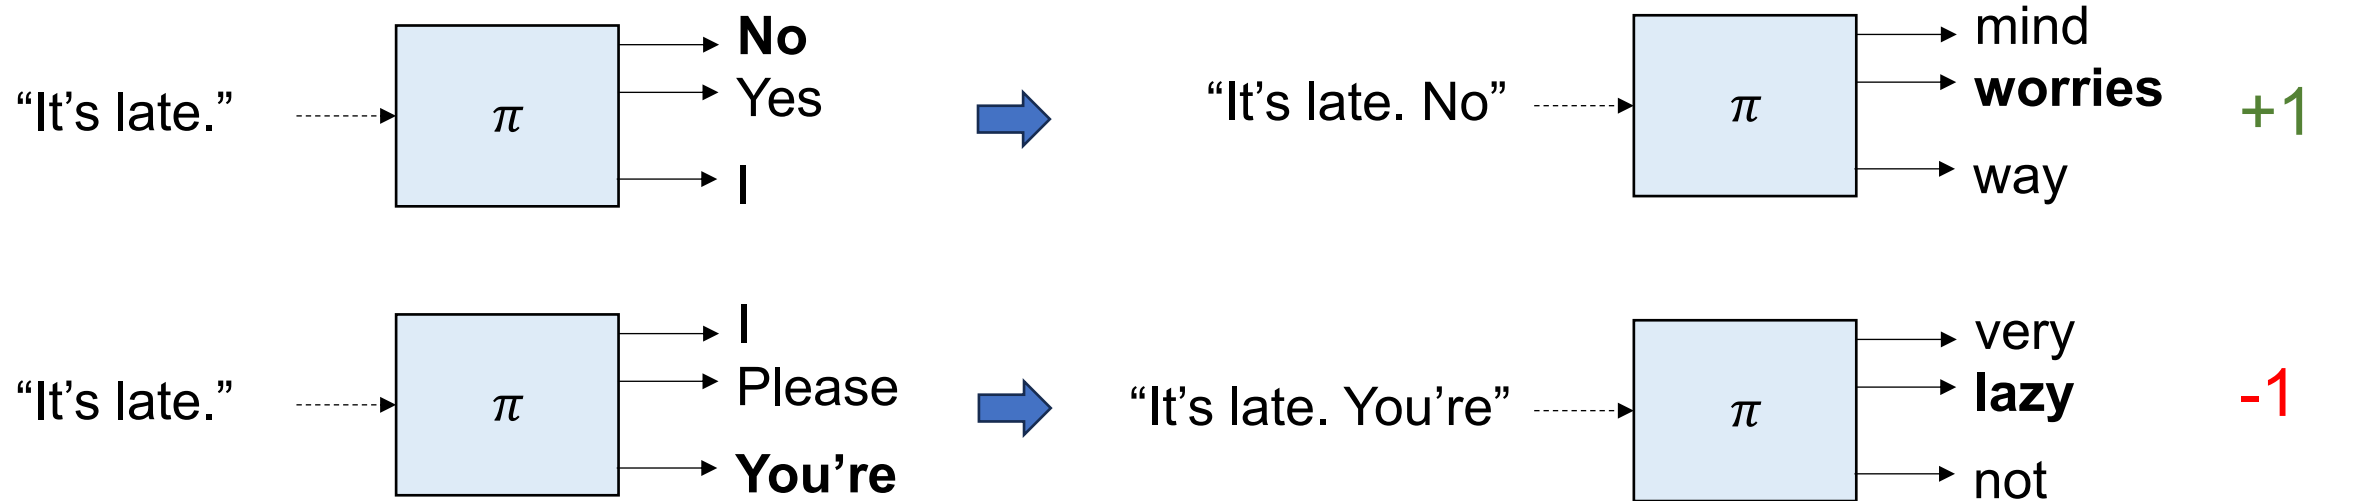 “It’s late.”
π
No
Yes
I
“It’s late. No”
π
mind
worries
way
+1
“It’s late.”
π
I
Please
You’re
“It’s late. You’re”
π
very
lazy
not
-1